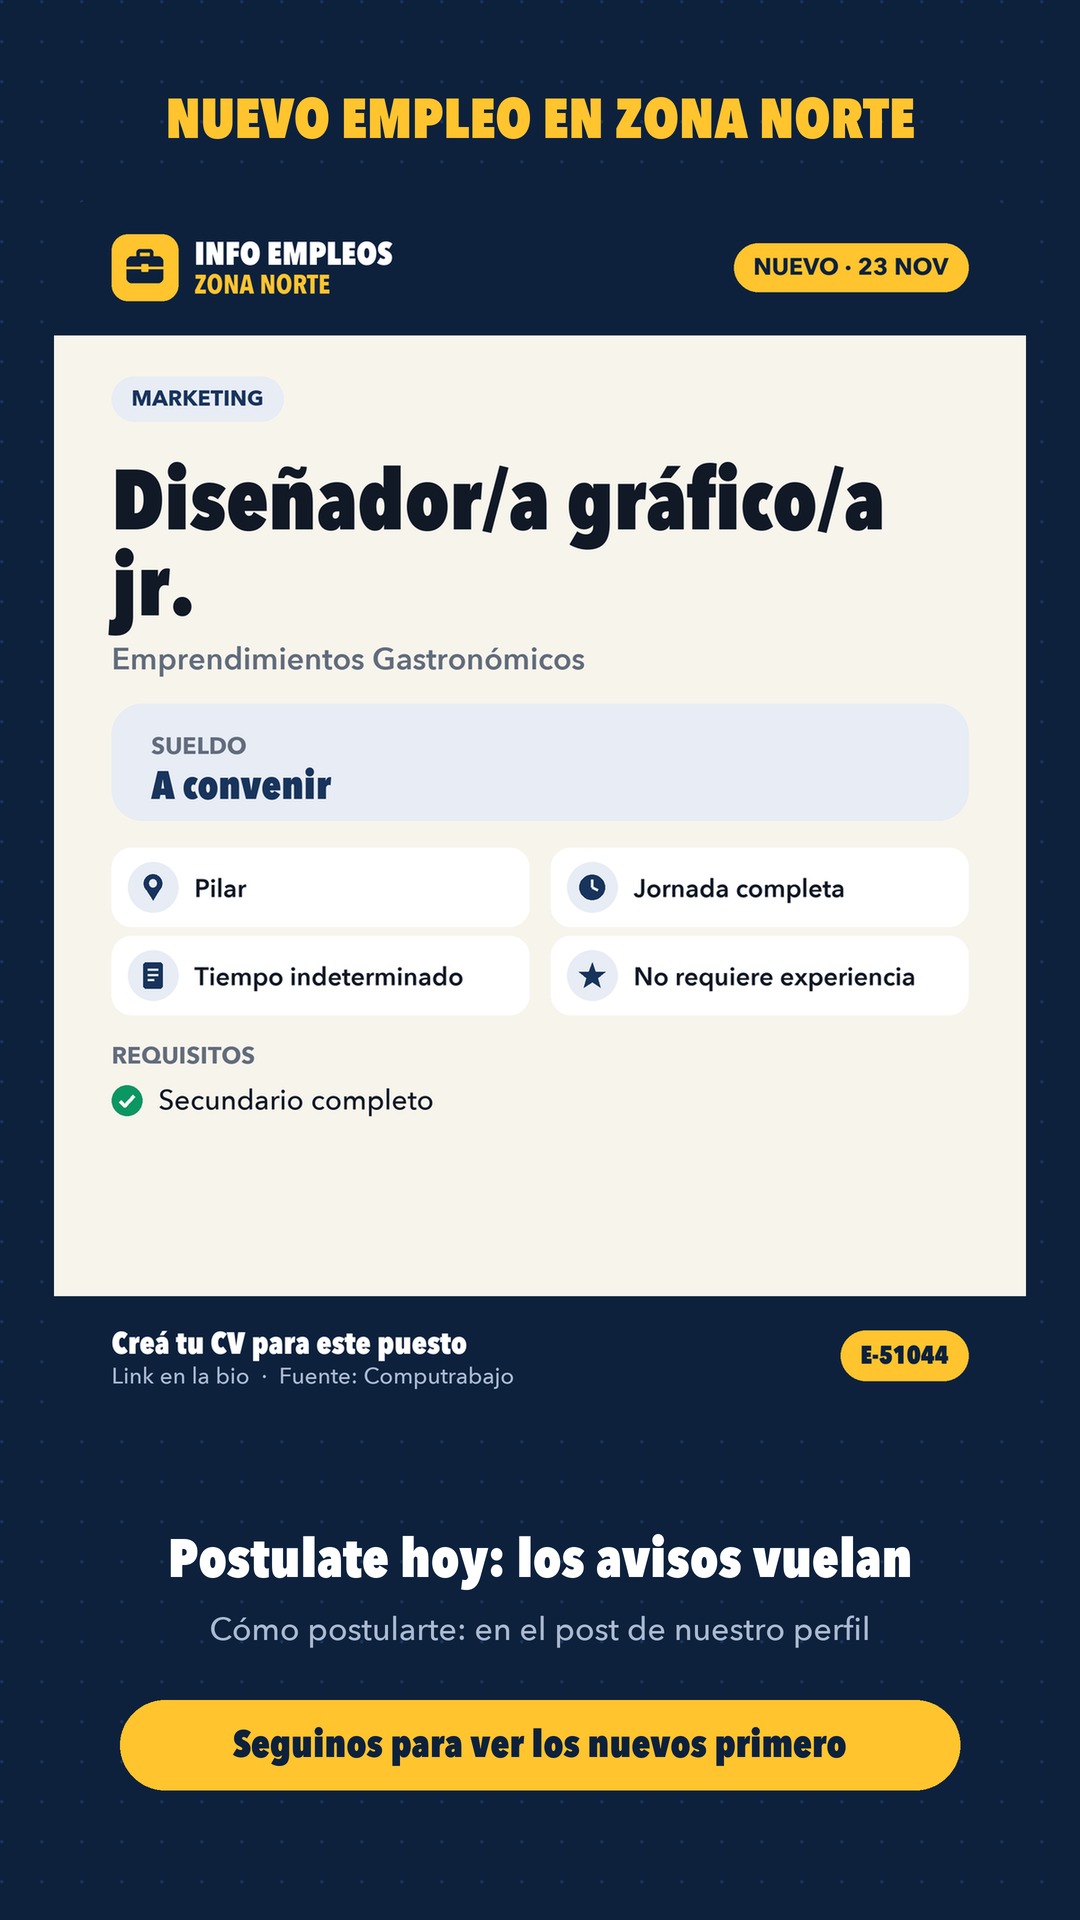 NUEVO EMPLEO EN ZONA NORTE
INFO EMPLEOS
ZONA NORTE
NUEVO · 23 NOV
MARKETING
Diseñador/a gráfico/a
jr.
Emprendimientos Gastronómicos
SUELDO
A convenir
Pilar
Jornada completa
Tiempo indeterminado
No requiere experiencia
REQUISITOS
Secundario completo
Creá tu CV para este puesto
Link en la bio · Fuente: Computrabajo
E-51044
Postulate hoy: los avisos vuelan
Cómo postularte: en el post de nuestro perfil
Seguinos para ver los nuevos primero